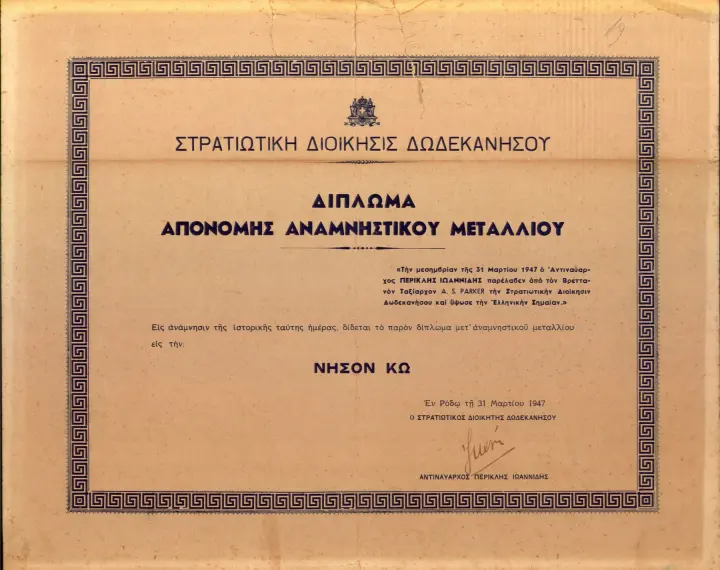 ΣΤΡΑΤΙΩΤΙΚΗ ΔΙΟΙΚΗΣΙΣ ΔΩΔΕΚΑΝΗΣΟΥ
ΔΙΠΛΩΜΑ
ΑΠΟΝΟΜΗΣ ΑΝΑΜΝΗΣΤΙΚΟΥ ΜΕΤΑΛΛΙΟΥ
«Τὴν μεσημβρίαν τῆς 31 Μαρτίου 1947 ὁ Ἀντιναύαρ-
χος ΠΕΡΙΚΛΗΣ ΙΩΑΝΝΙΔΗΣ παρέλαβεν ἀπὸ τὸν Βρεττα-
νὸν Ταξίαρχον A. S. PARKER τὴν Στρατιωτικὴν Διοίκησιν
Δωδεκανήσου καὶ ὕψωσε τὴν Ἑλληνικὴν Σημαίαν.»
Εἰς ἀνάμνησιν τῆς ἱστορικῆς ταύτης ἡμέρας, δίδεται τὸ παρὸν δίπλωμα μετ' ἀναμνηστικοῦ μεταλλίου
εἰς τὴν:
ΝΗΣΟΝ ΚΩ
Ἐν Ρόδῳ τῇ 31 Μαρτίου 1947
Ο ΣΤΡΑΤΙΩΤΙΚΟΣ ΔΙΟΙΚΗΤΗΣ ΔΩΔΕΚΑΝΗΣΟΥ
ΑΝΤΙΝΑΥΑΡΧΟΣ ΠΕΡΙΚΛΗΣ ΙΩΑΝΝΙΔΗΣ